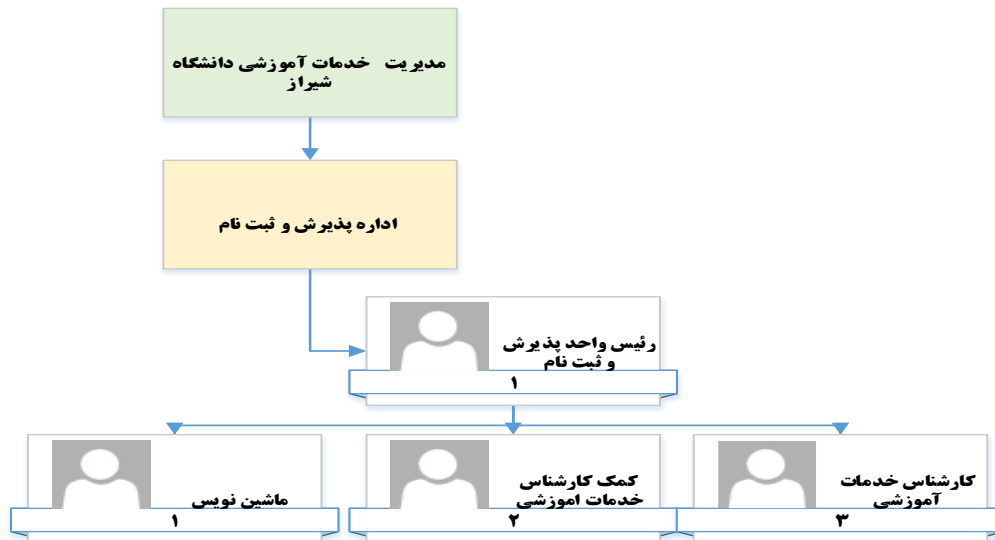 مدیریت خدمات آموزشی دانشگاه
شیراز
اداره پذیرش و ثبت نام
رئیس واحد پذیرش
و ثبت نام
۱
کارشناس خدمات
آموزشی
۳
کمک کارشناس
خدمات اموزشی
۲
ماشین نویس
۱